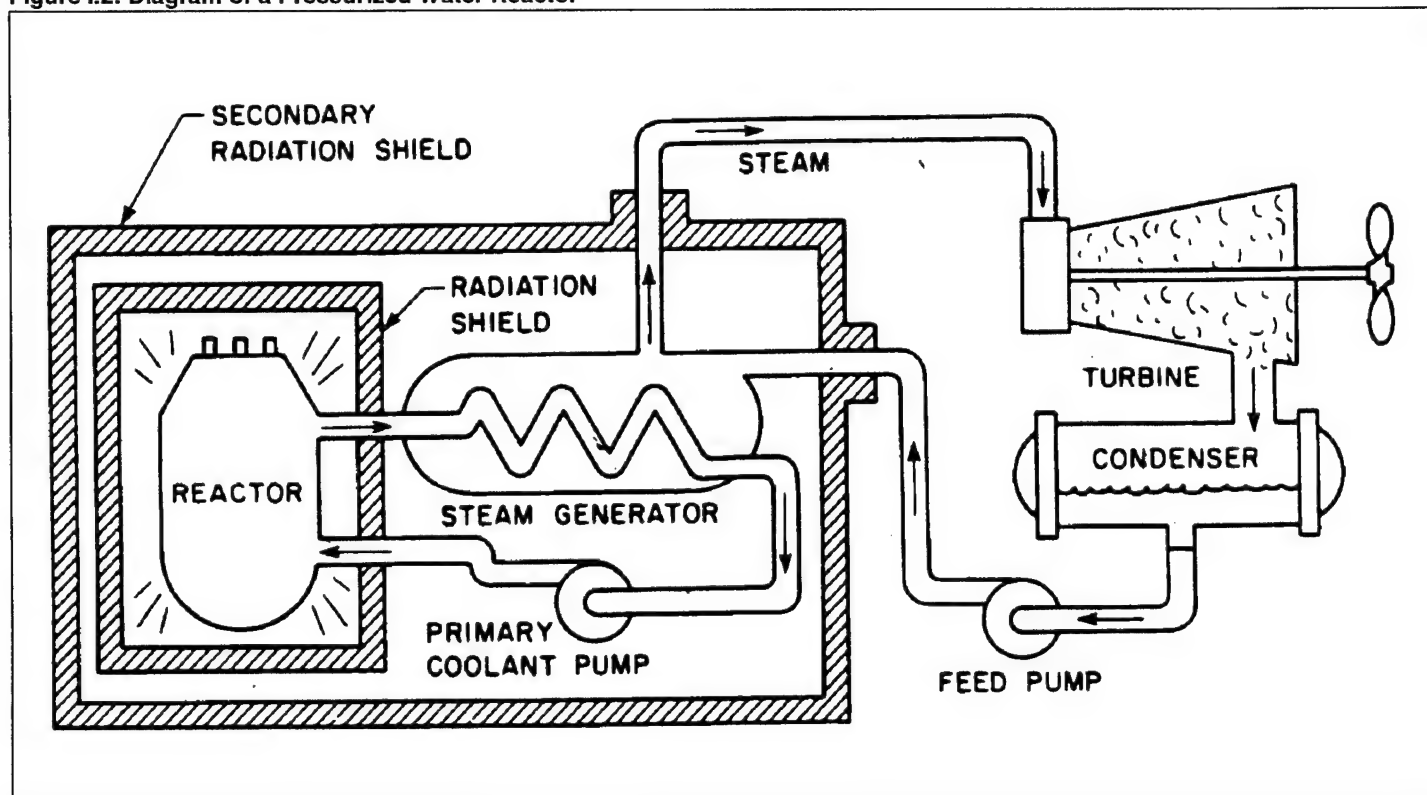 Figure I.2: Diagram of a Pressurized Water Reactor
SECONDARY
RADIATION SHIELD
STEAM
RADIATION
SHIELD
TURBINE
CONDENSER
REACTOR
STEAM GENERATOR
PRIMARY
COOLANT PUMP
FEED PUMP